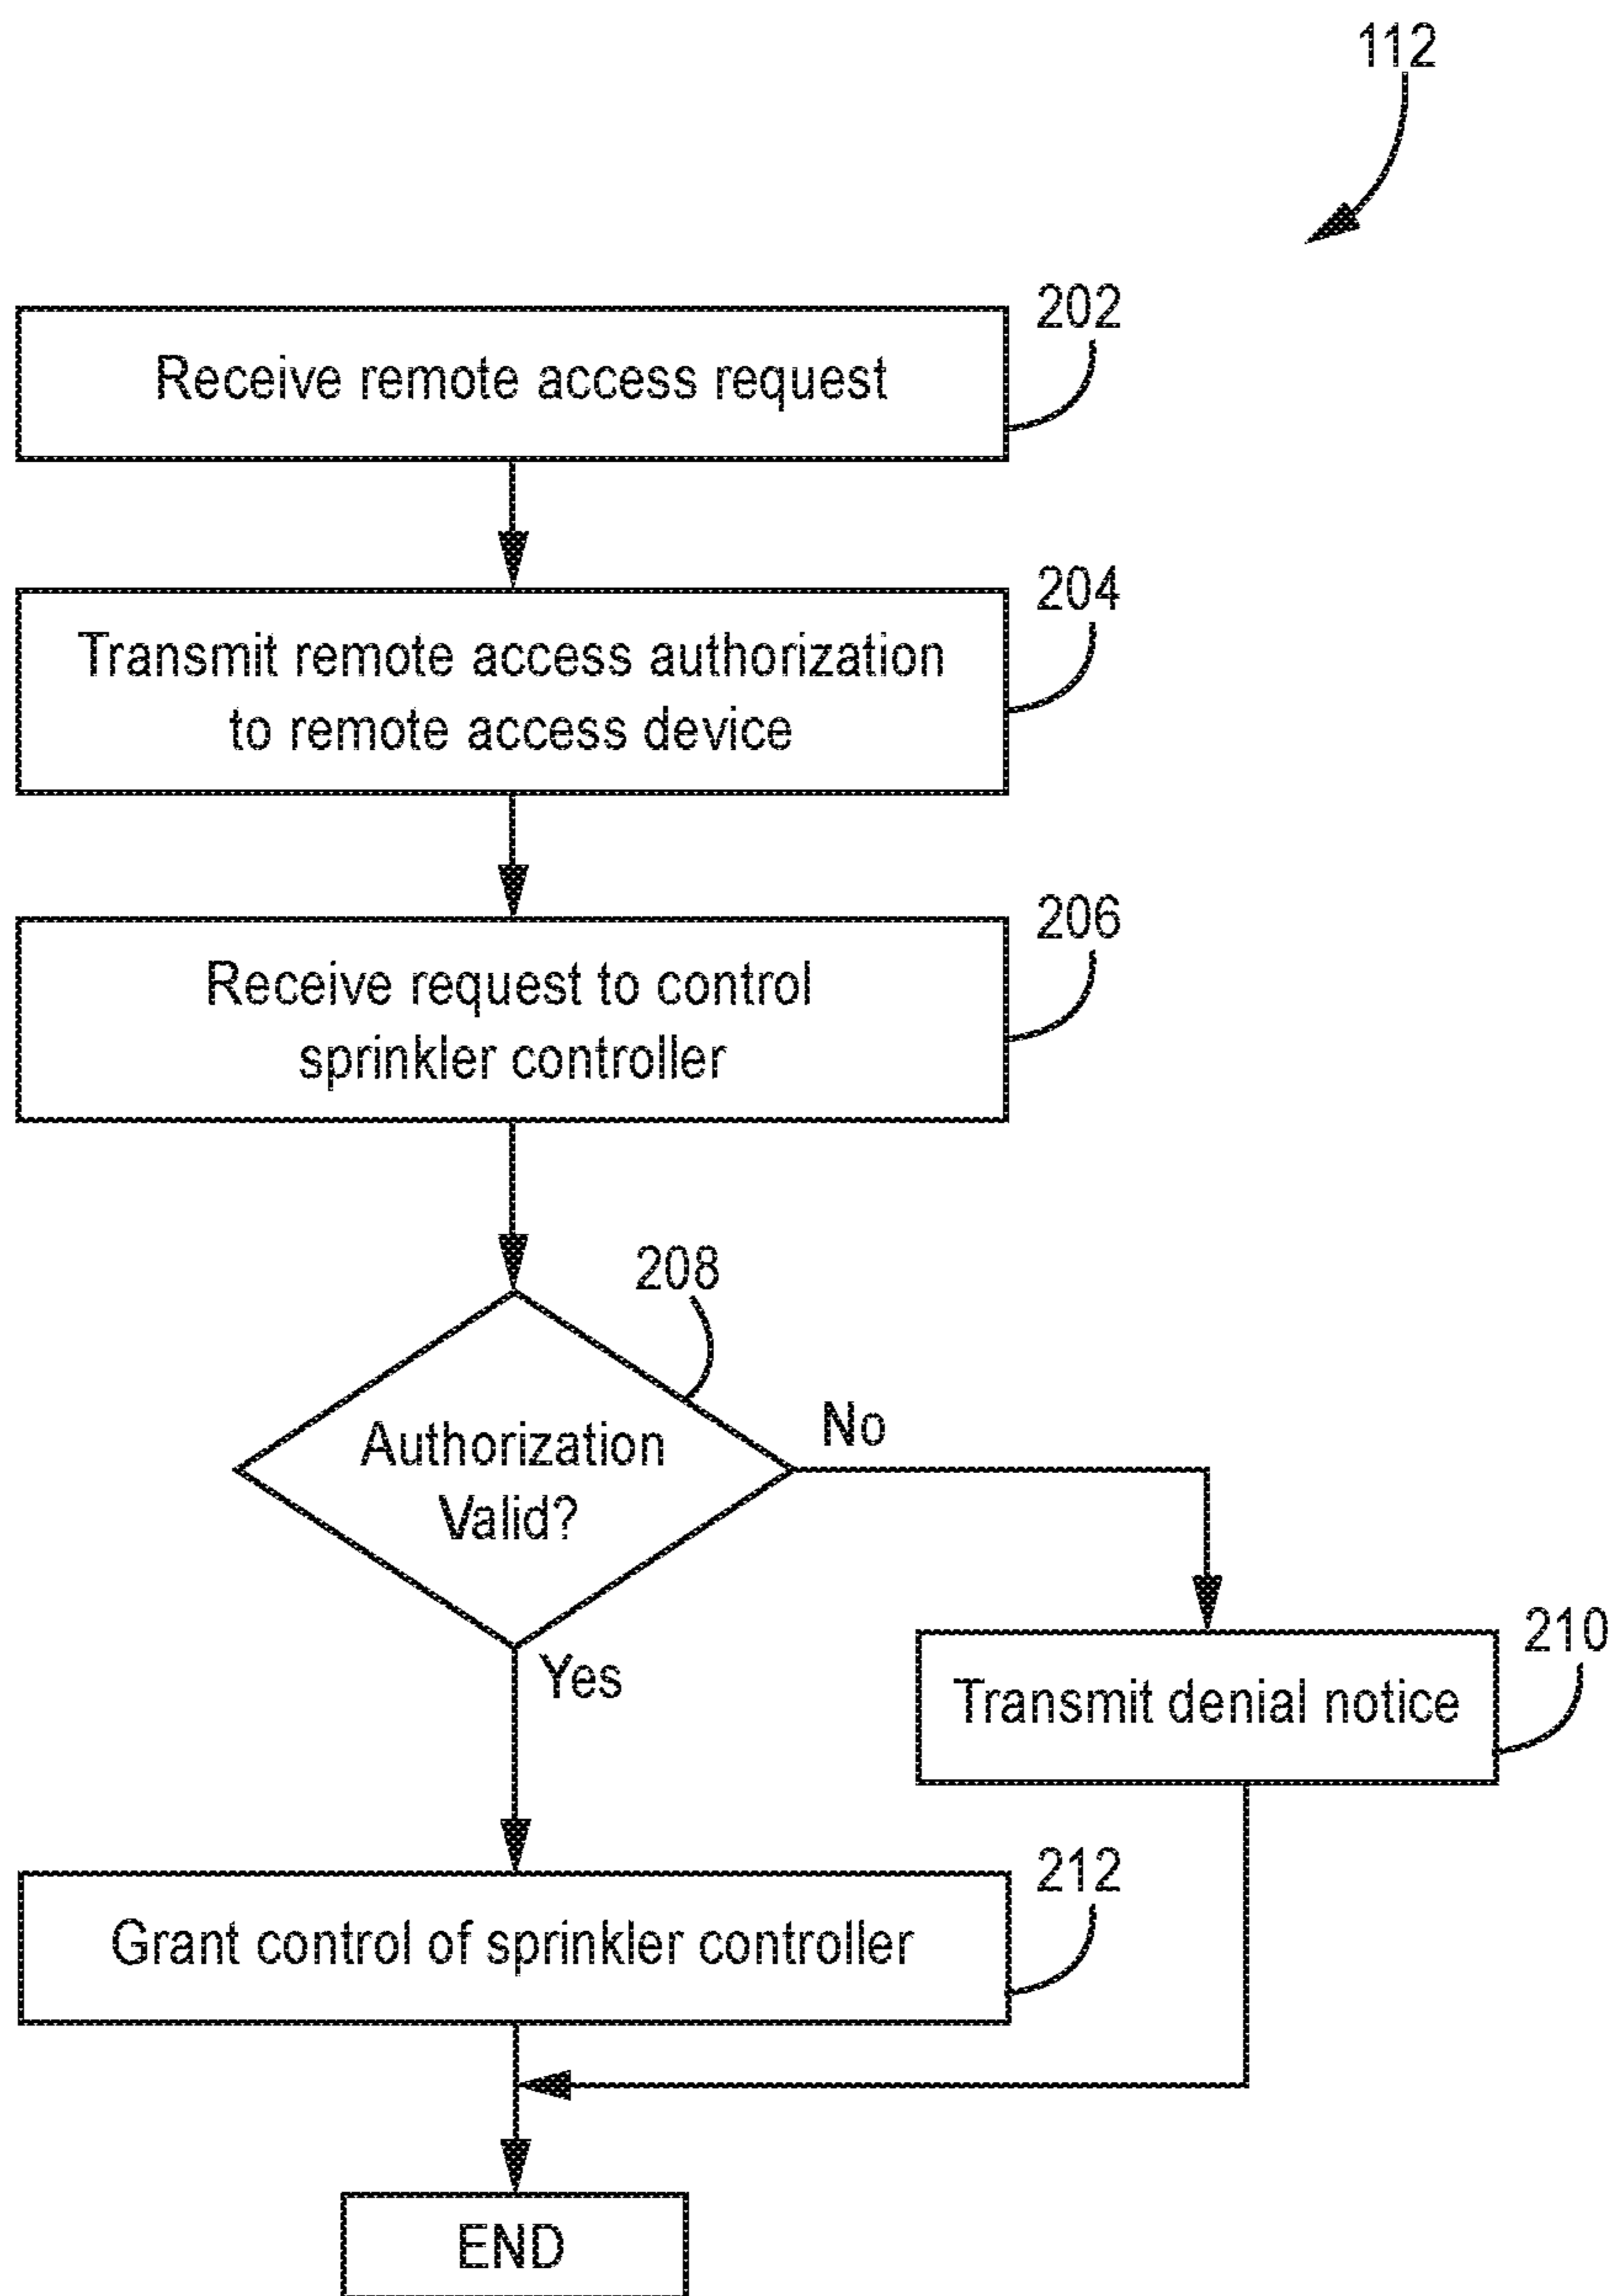 112
202
Receive remote access request
204
Transmit remote access authorization
to remote access device
206
Receive request to control
sprinkler controller
208
Authorization
Valid?
No
Yes
210
Transmit denial notice
212
Grant control of sprinkler controller
END